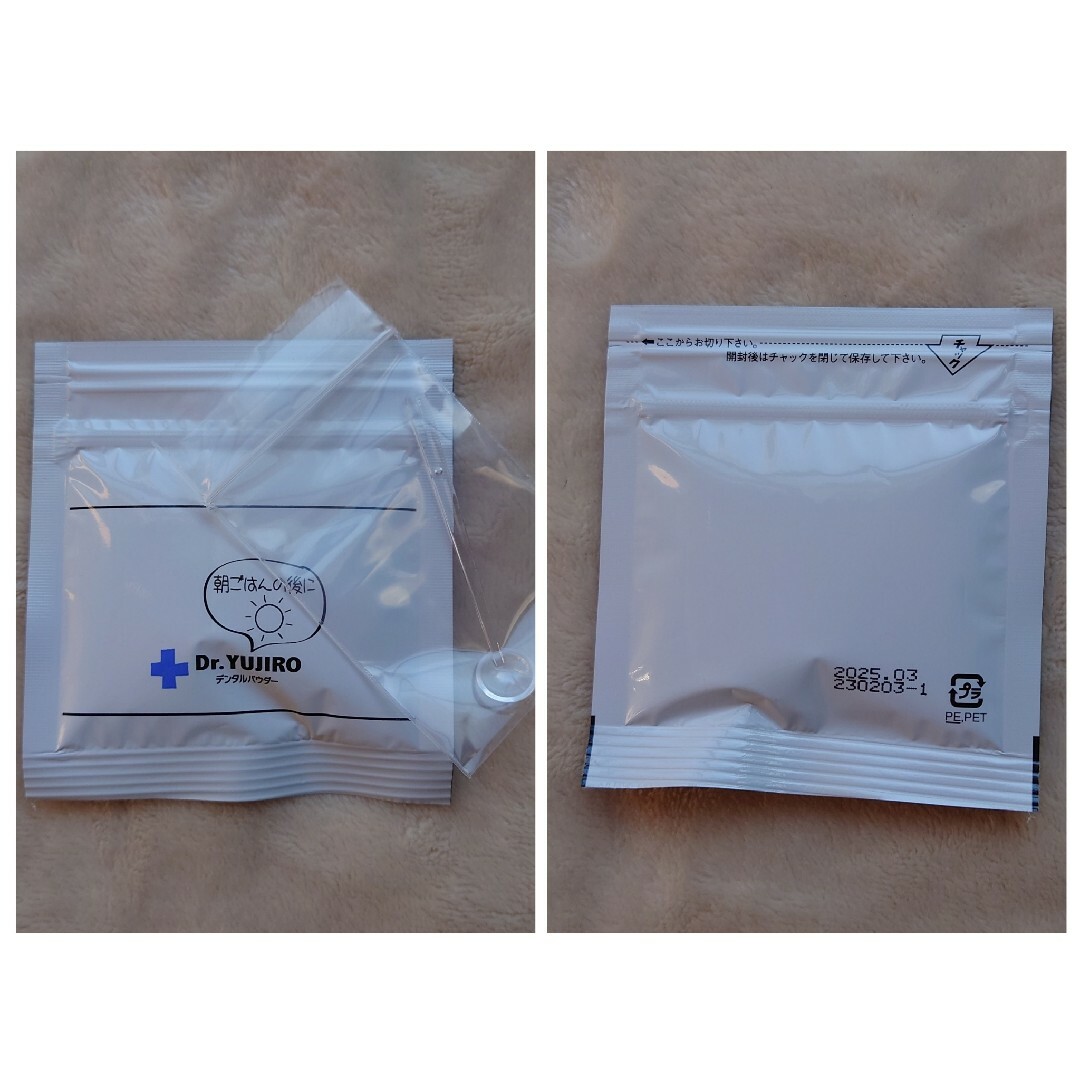 朝ごはんの後に
Dr.YUJIRO
デンタルパウダー
ここからお切り下さい。
開封後はチャックを閉じて保存して下さい。
チャック
2025.03
230203-1
プラ
PE.PET